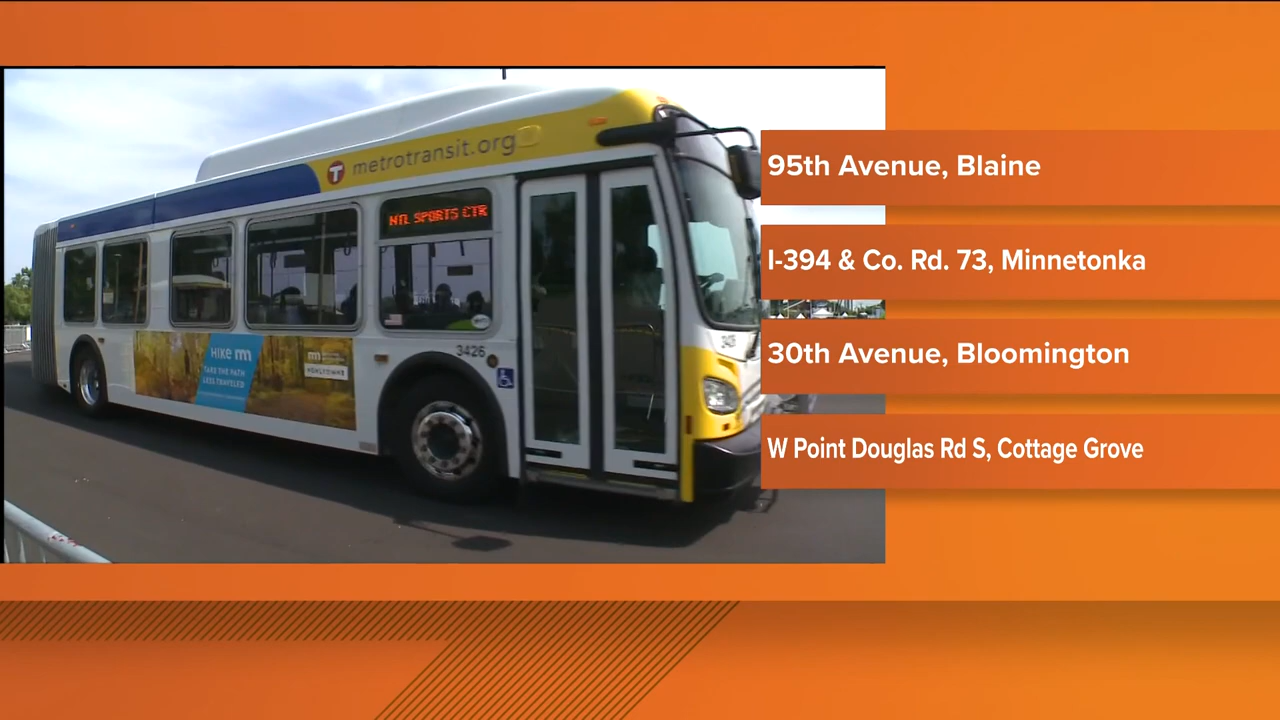 T metrotransit.org
NTL SPORTS CTR
3426
HIKE mn
TAKE THE PATH
LESS TRAVELED
95th Avenue, Blaine
I-394 & Co. Rd. 73, Minnetonka
30th Avenue, Bloomington
W Point Douglas Rd S, Cottage Grove